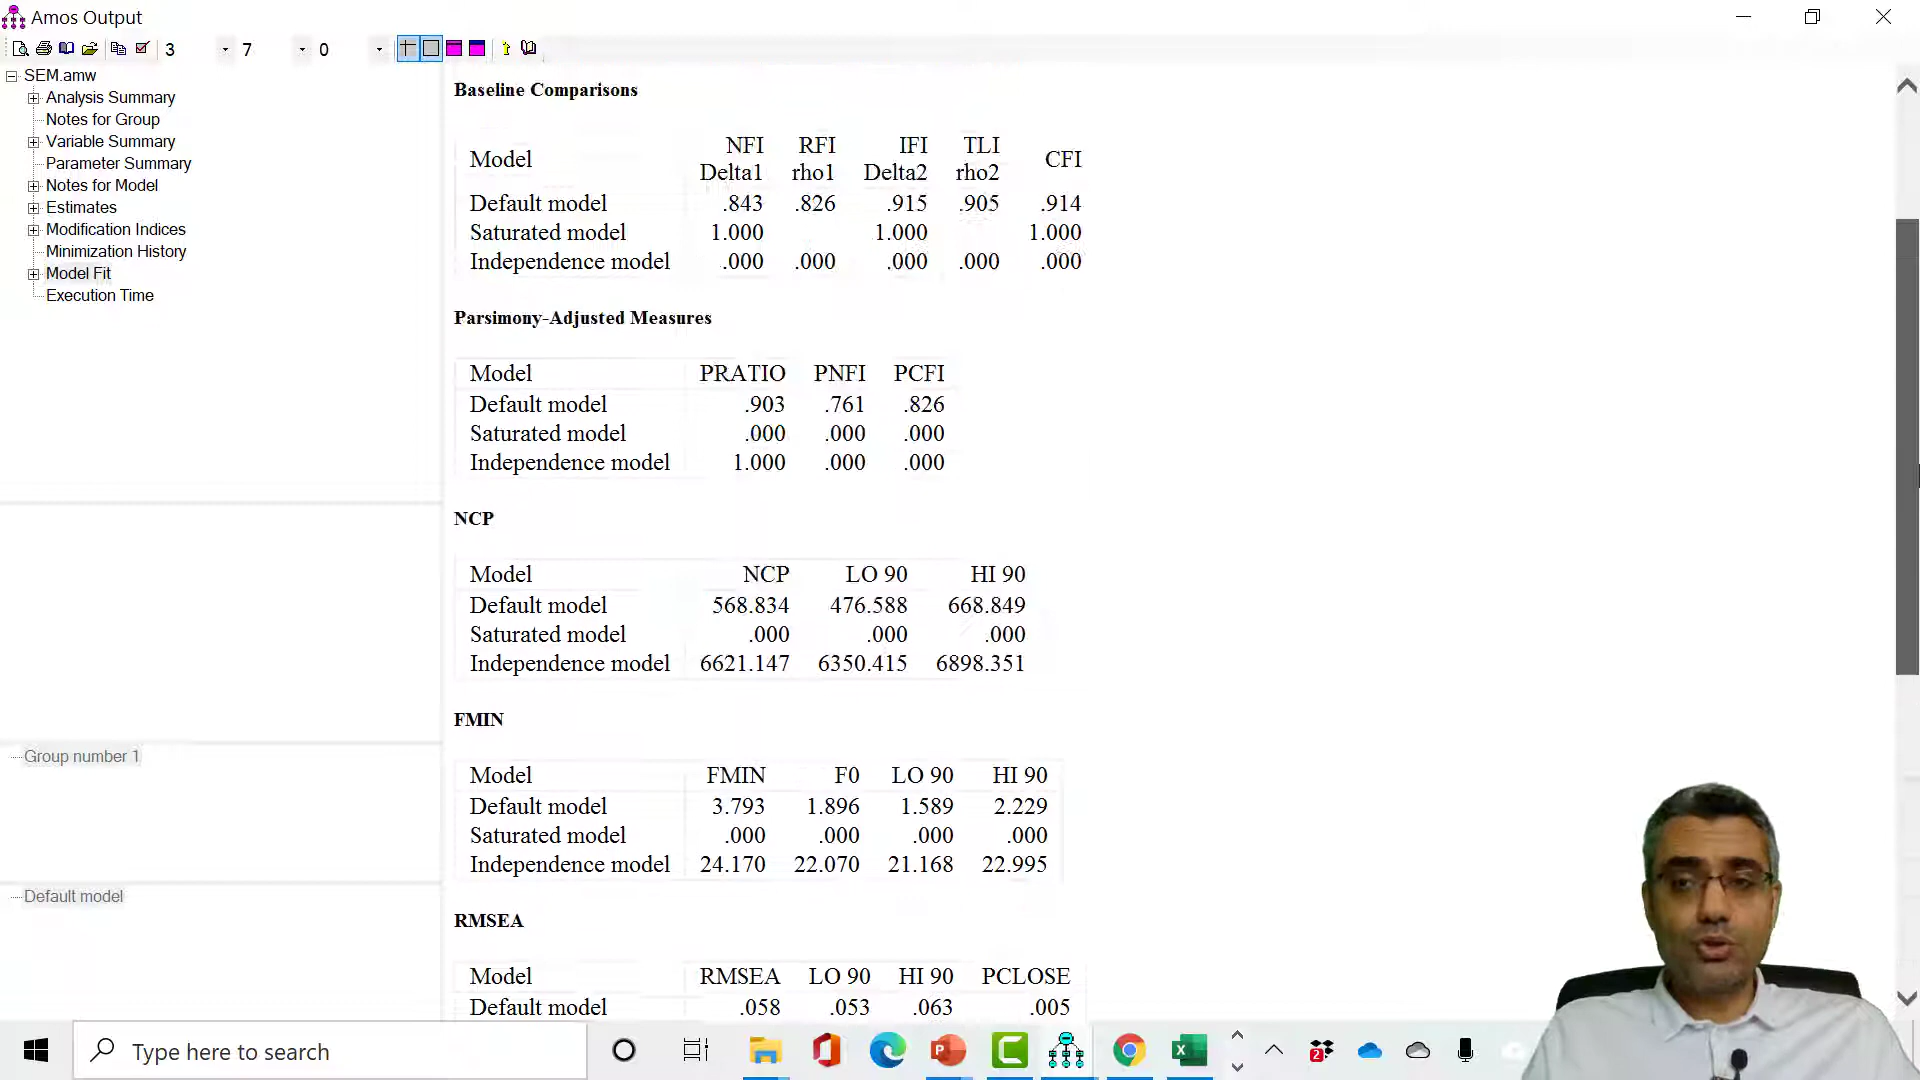 Amos Output
3 7 0
SEM.amw
Analysis Summary
Notes for Group
Variable Summary
Parameter Summary
Notes for Model
Estimates
Modification Indices
Minimization History
Model Fit
Execution Time
Group number 1
Default model
Baseline Comparisons
Model NFI Delta1 RFI rho1 IFI Delta2 TLI rho2 CFI
Default model .843 .826 .915 .905 .914
Saturated model 1.000 1.000 1.000
Independence model .000 .000 .000 .000 .000
Parsimony-Adjusted Measures
Model PRATIO PNFI PCFI
Default model .903 .761 .826
Saturated model .000 .000 .000
Independence model 1.000 .000 .000
NCP
Model NCP LO 90 HI 90
Default model 568.834 476.588 668.849
Saturated model .000 .000 .000
Independence model 6621.147 6350.415 6898.351
FMIN
Model FMIN F0 LO 90 HI 90
Default model 3.793 1.896 1.589 2.229
Saturated model .000 .000 .000 .000
Independence model 24.170 22.070 21.168 22.995
RMSEA
Model RMSEA LO 90 HI 90 PCLOSE
Default model .058 .053 .063 .005
Type here to search
2